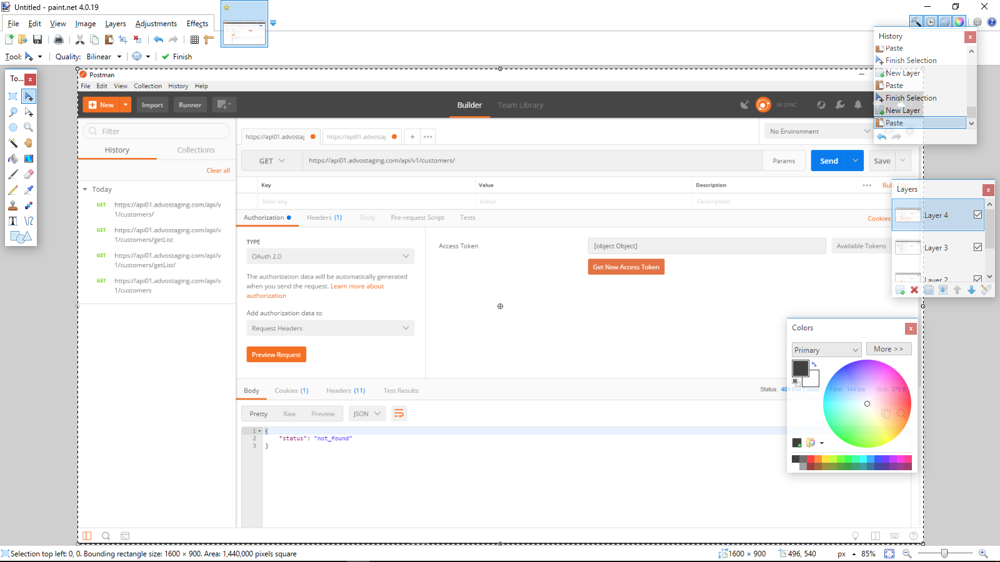 Untitled - paint.net 4.0.19
File Edit View Image Layers Adjustments Effects
Tool: Quality: Bilinear Finish
To...
History
Paste
Finish Selection
New Layer
Paste
Finish Selection
New Layer
Paste
Postman
File Edit View Collection History Help
New Import Runner Builder Team Library IN SYNC
Filter
History Collections
Clear all
Today
GET https://api01.advostaging.com/api/v
1/customers/
GET https://api01.advostaging.com/api/v
1/customers/getList
GET https://api01.advostaging.com/api/v
1/customers/getList/
GET https://api01.advostaging.com/api/v
1/customers
https://api01.advostag https://api01.advostag + ••• No Environment
GET https://api01.advostaging.com/api/v1/customers/ Params Send Save
Key Value Description ••• Bul
New key Value Description
Authorization Headers (1) Body Pre-request Script Tests Cookies
TYPE
OAuth 2.0
The authorization data will be automatically generated
when you send the request. Learn more about
authorization
Add authorization data to
Request Headers
Preview Request
Access Token [object Object] Available Tokens
Get New Access Token
Body Cookies (1) Headers (11) Test Results Status: 404 Not Found Time: 144 ms Size: 379 B
Pretty Raw Preview JSON
1 {
2 "status": "not_found"
3 }
Layers
Layer 4
Layer 3
Layer 2
Colors
Primary More >>
Selection top left: 0, 0. Bounding rectangle size: 1600 × 900. Area: 1,440,000 pixels square 1600 × 900 496, 540 px 85%